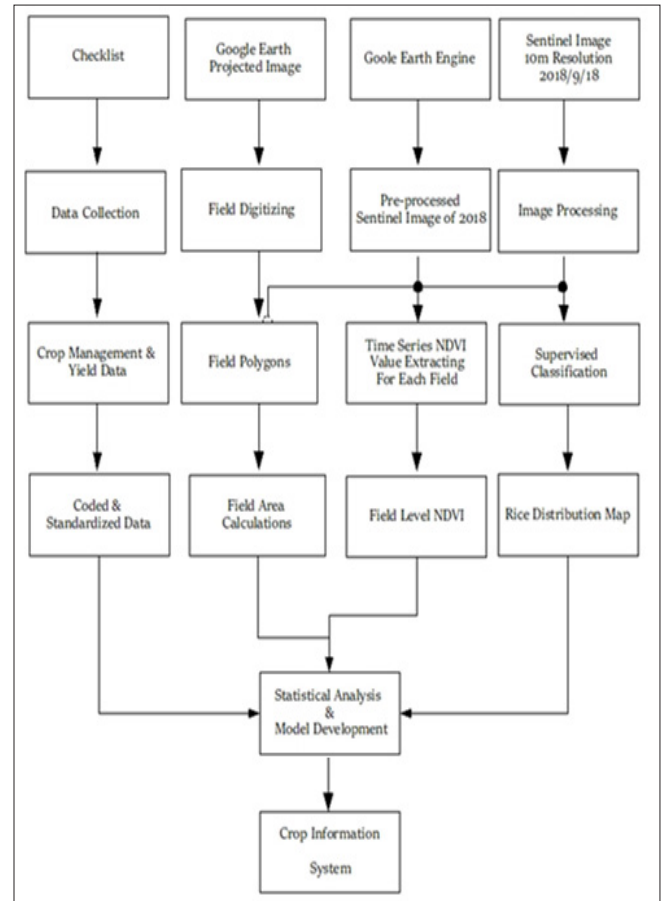 Checklist
Google Earth
Projected Image
Goole Earth Engine
Sentinel Image
10m Resolution
2018/9/18
Data Collection
Field Digitizing
Pre-processed
Sentinel Image of 2018
Image Processing
Crop Management &
Yield Data
Field Polygons
Time Series NDVI
Value Extracting
For Each Field
Supervised
Classification
Coded &
Standardized Data
Field Area
Calculations
Field Level NDVI
Rice Distribution Map
Statistical Analysis
&
Model Development
Crop Information
System